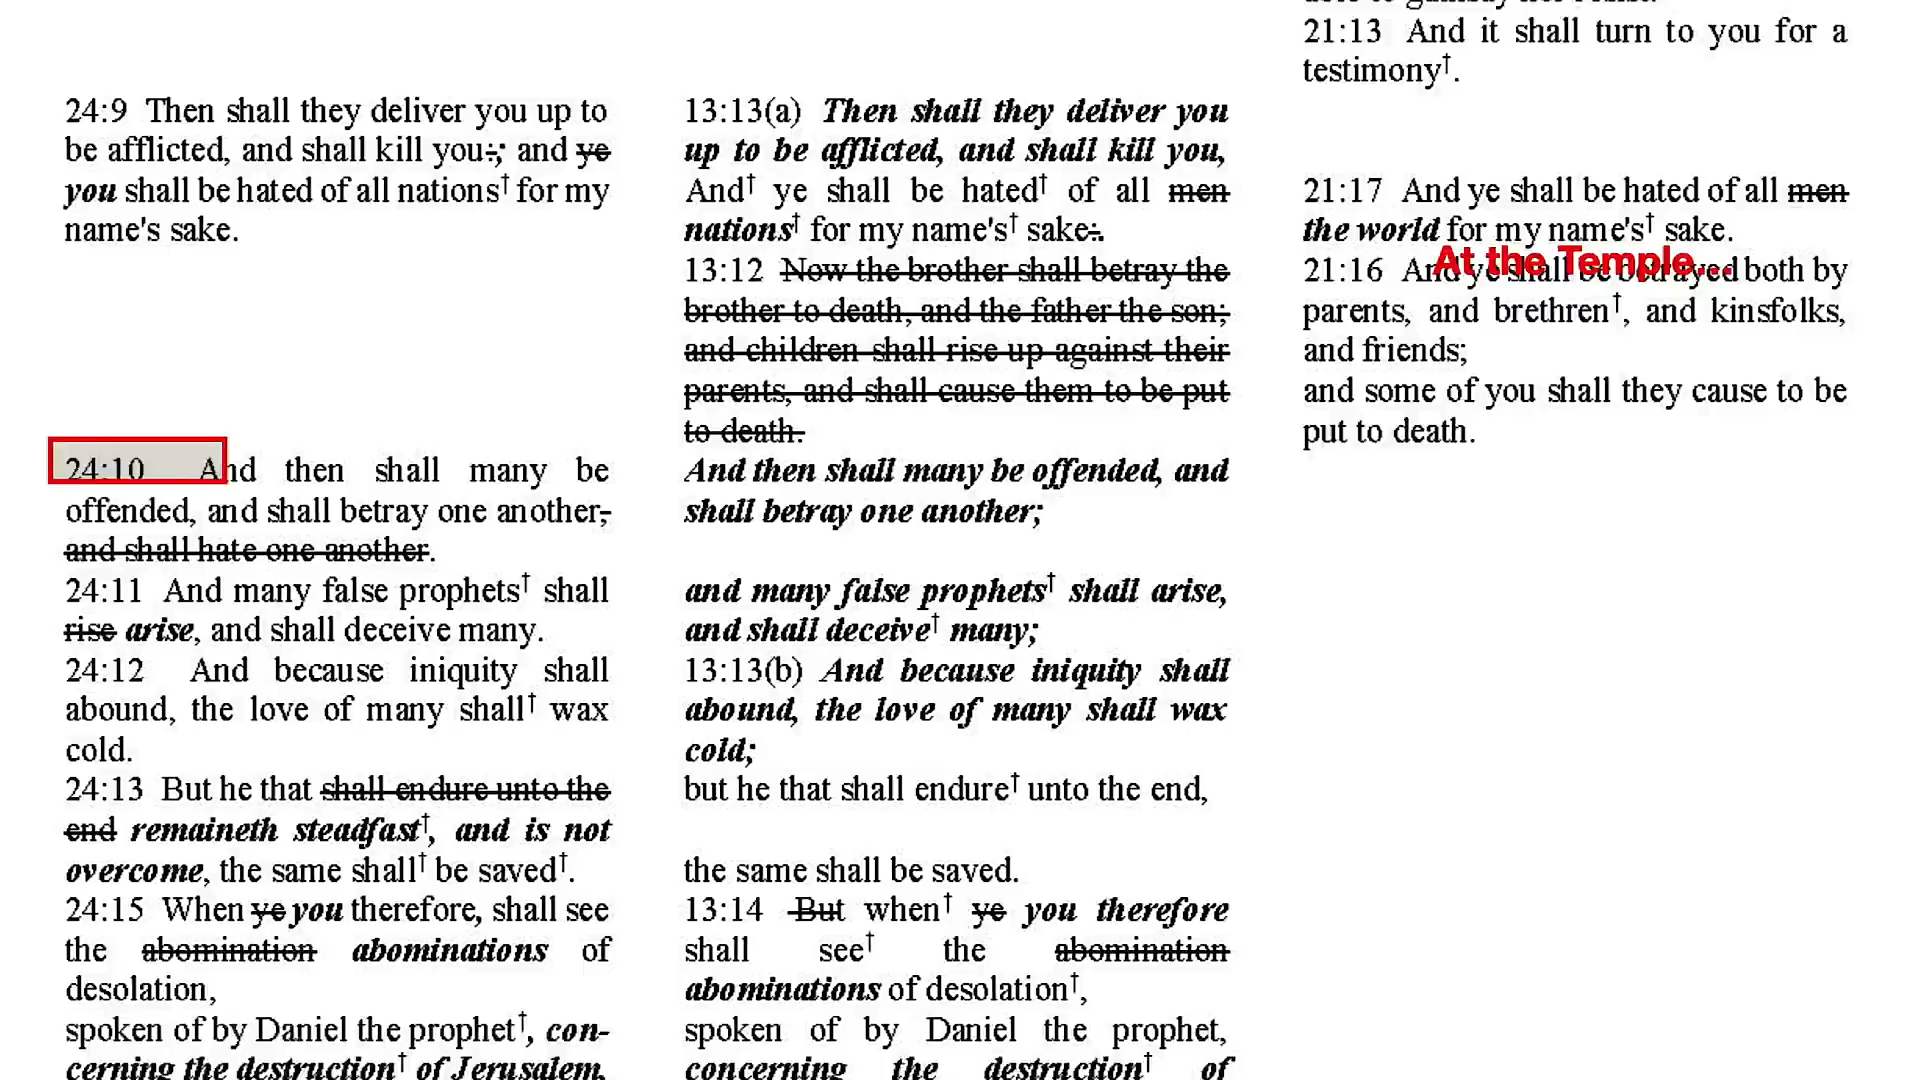 24:9 Then shall they deliver you up to
be afflicted, and shall kill you:; and ye
you shall be hated of all nations† for my
name's sake.
24:10 And then shall many be
offended, and shall betray one another,
and shall hate one another.
24:11 And many false prophets† shall
rise arise, and shall deceive many.
24:12 And because iniquity shall
abound, the love of many shall† wax
cold.
24:13 But he that shall endure unto the
end remaineth steadfast†, and is not
overcome, the same shall† be saved†.
24:15 When ye you therefore, shall see
the abomination abominations of
desolation,
spoken of by Daniel the prophet†, con-
cerning the destruction† of Jerusalem,
13:13(a) Then shall they deliver you
up to be afflicted, and shall kill you,
And† ye shall be hated† of all men
nations† for my name's† sake:.
13:12 Now the brother shall betray the
brother to death, and the father the son;
and children shall rise up against their
parents, and shall cause them to be put
to death.
And then shall many be offended, and
shall betray one another;
and many false prophets† shall arise,
and shall deceive† many;
13:13(b) And because iniquity shall
abound, the love of many shall wax
cold;
but he that shall endure† unto the end,
the same shall be saved.
13:14 But when† ye you therefore
shall see† the abomination
abominations of desolation†,
spoken of by Daniel the prophet,
concerning the destruction† of
21:13 And it shall turn to you for a
testimony†.
21:17 And ye shall be hated of all men
the world for my name's† sake.
At the Temple...
21:16 And ye shall be betrayed both by
parents, and brethren†, and kinsfolks,
and friends;
and some of you shall they cause to be
put to death.